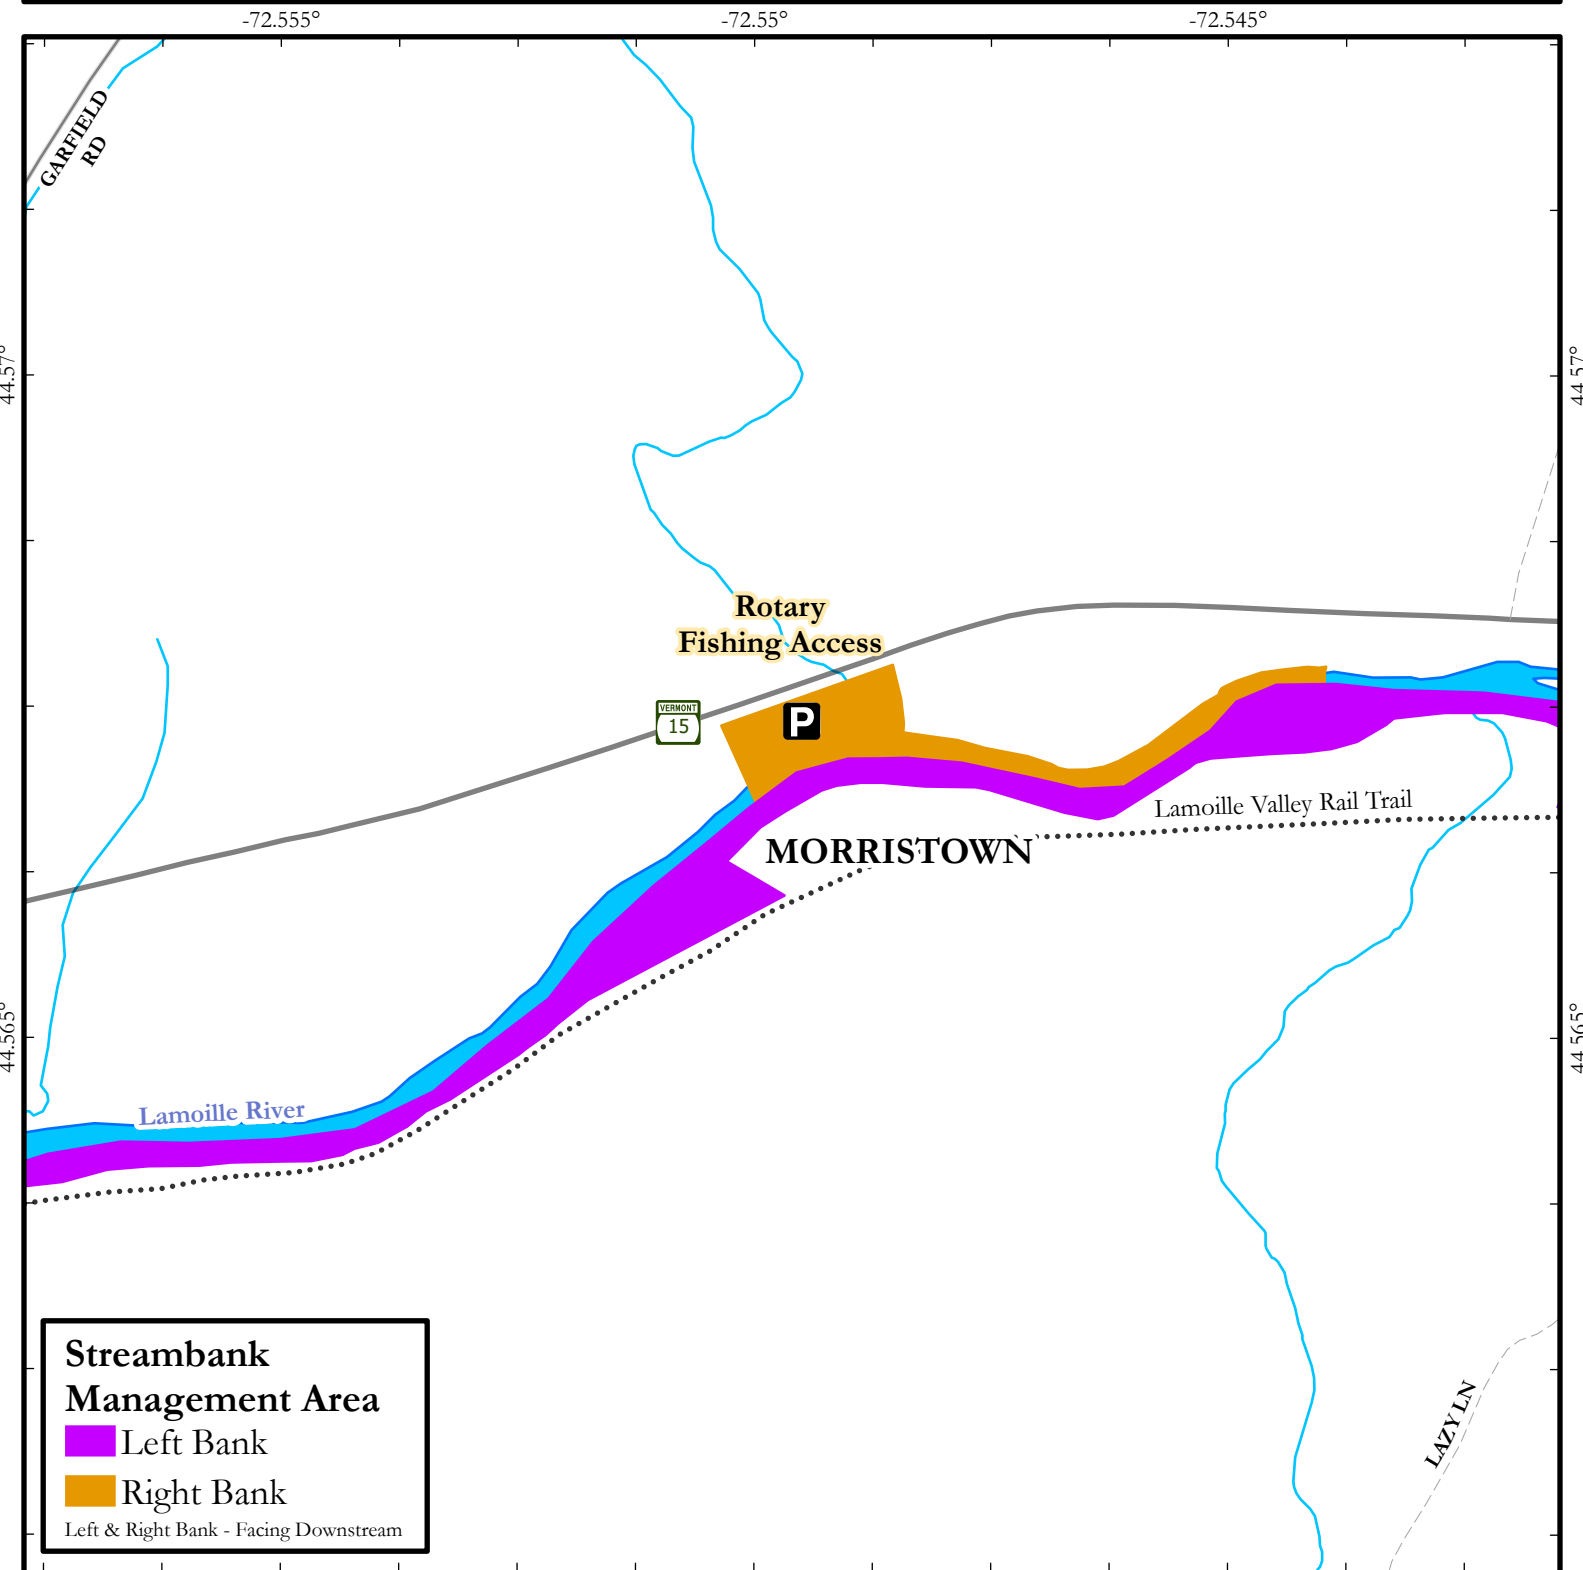 -72.555°
-72.55°
-72.545°
GARFIELD
RD
44.57°
44.57°
Rotary
Fishing Access
VERMONT
15
P
Lamoille Valley Rail Trail
MORRISTOWN
44.565°
44.565°
Lamoille River
Streambank
Management Area
Left Bank
Right Bank
Left & Right Bank - Facing Downstream
LAZY LN